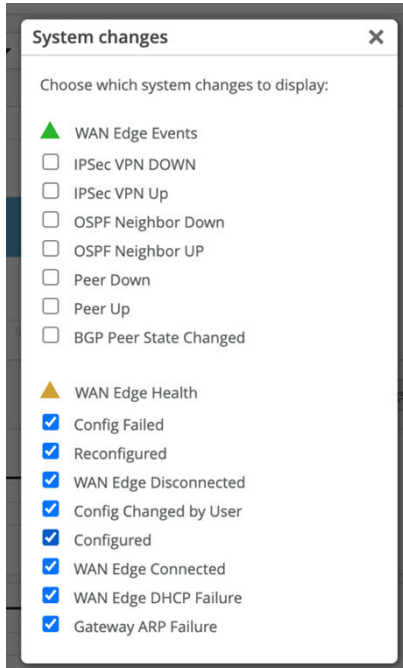 System changes
Choose which system changes to display:
WAN Edge Events
IPSec VPN DOWN
IPSec VPN Up
OSPF Neighbor Down
OSPF Neighbor UP
Peer Down
Peer Up
BGP Peer State Changed
WAN Edge Health
Config Failed
Reconfigured
WAN Edge Disconnected
Config Changed by User
Configured
WAN Edge Connected
WAN Edge DHCP Failure
Gateway ARP Failure